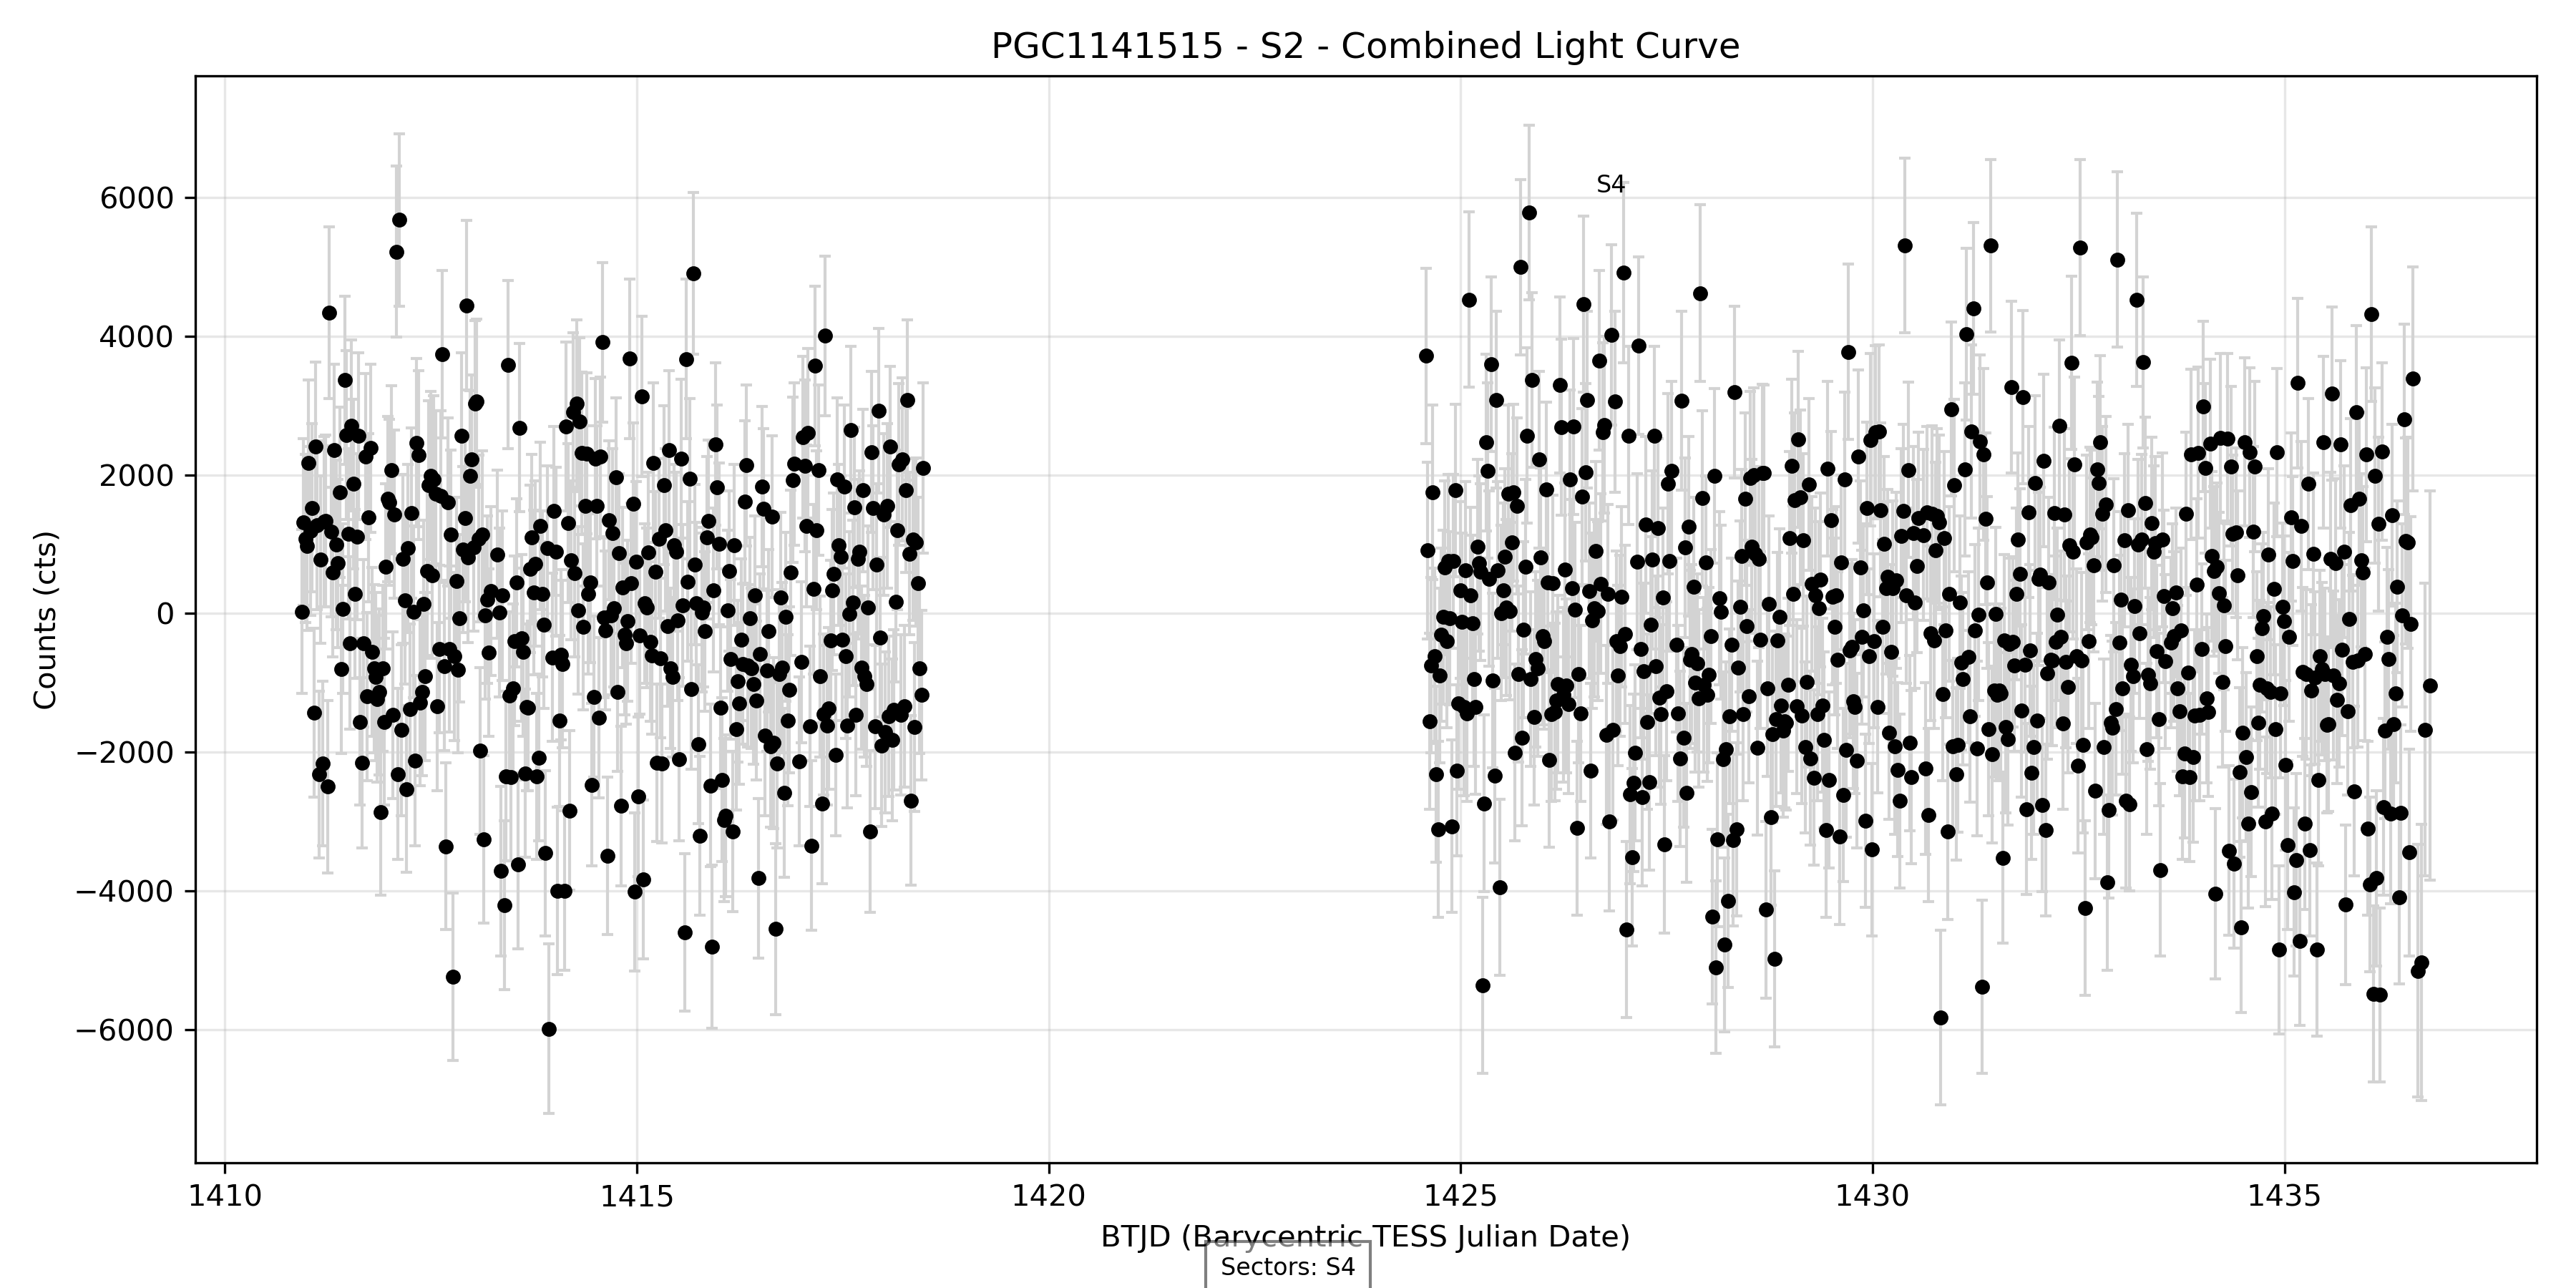 PGC1141515 - S2 - Combined Light Curve
S4
6000
4000
2000
0
−2000
−4000
−6000
Counts (cts)
1410 1415 1420 1425 1430 1435
BTJD (Barycentric TESS Julian Date)
Sectors: S4